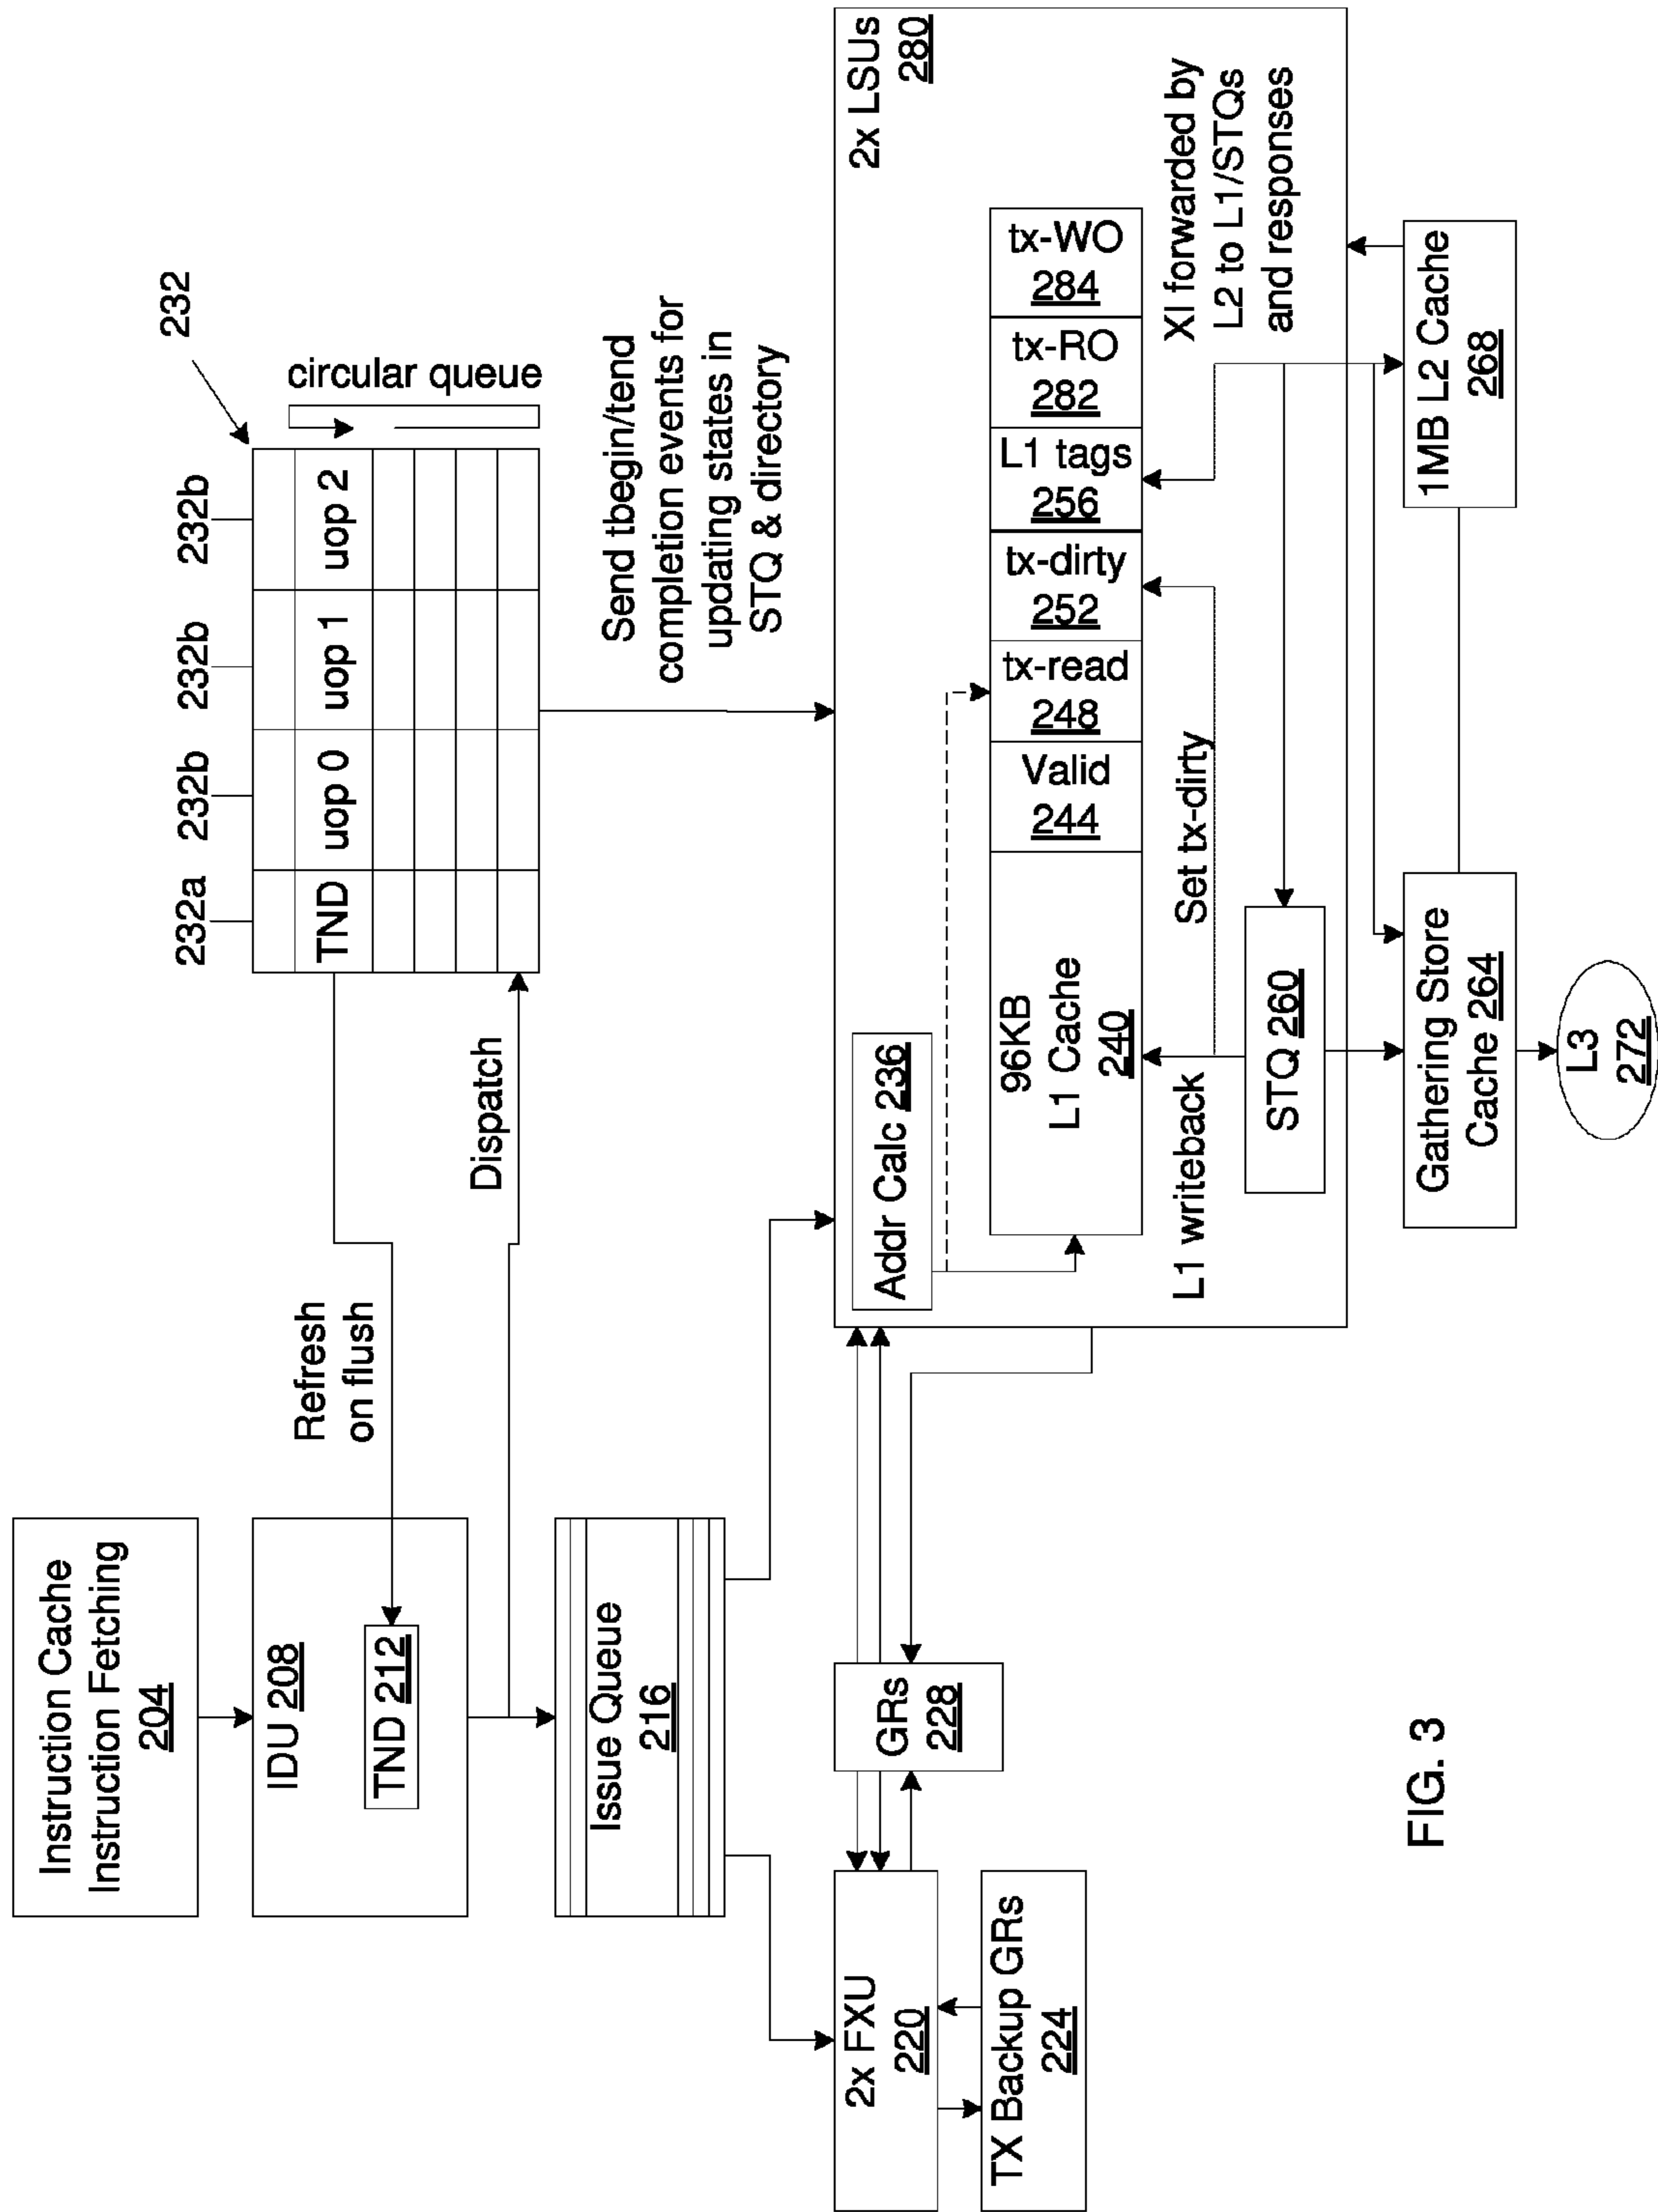 Instruction Cache
Instruction Fetching
204
IDU 208
TND 212
Refresh
on flush
Dispatch
Issue Queue
216
232
232a
232b
232b
232b
TND
uop 0
uop 1
uop 2
circular queue
Send tbegin/tend
completion events for
updating states in
STQ & directory
2x FXU
220
TX Backup GRs
224
GRs
228
2x LSUs
280
Addr Calc 236
96KB
L1 Cache
240
Valid
244
tx-read
248
tx-dirty
252
L1 tags
256
tx-RO
282
tx-WO
284
L1 writeback
Set tx-dirty
XI forwarded by
L2 to L1/STQs
and responses
STQ 260
Gathering Store
Cache 264
1MB L2 Cache
268
L3
272
FIG. 3